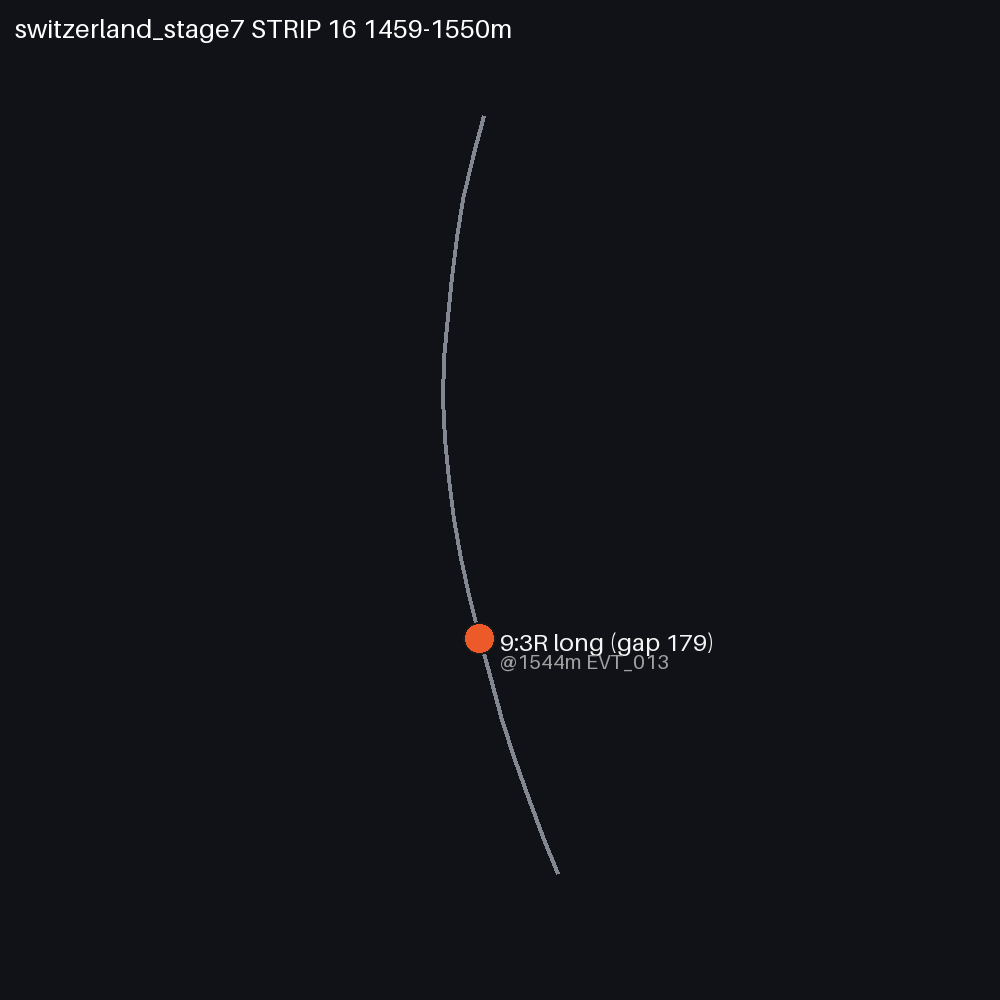 switzerland_stage7 STRIP 16 1459-1550m
9:3R long (gap 179)
@1544m EVT_013